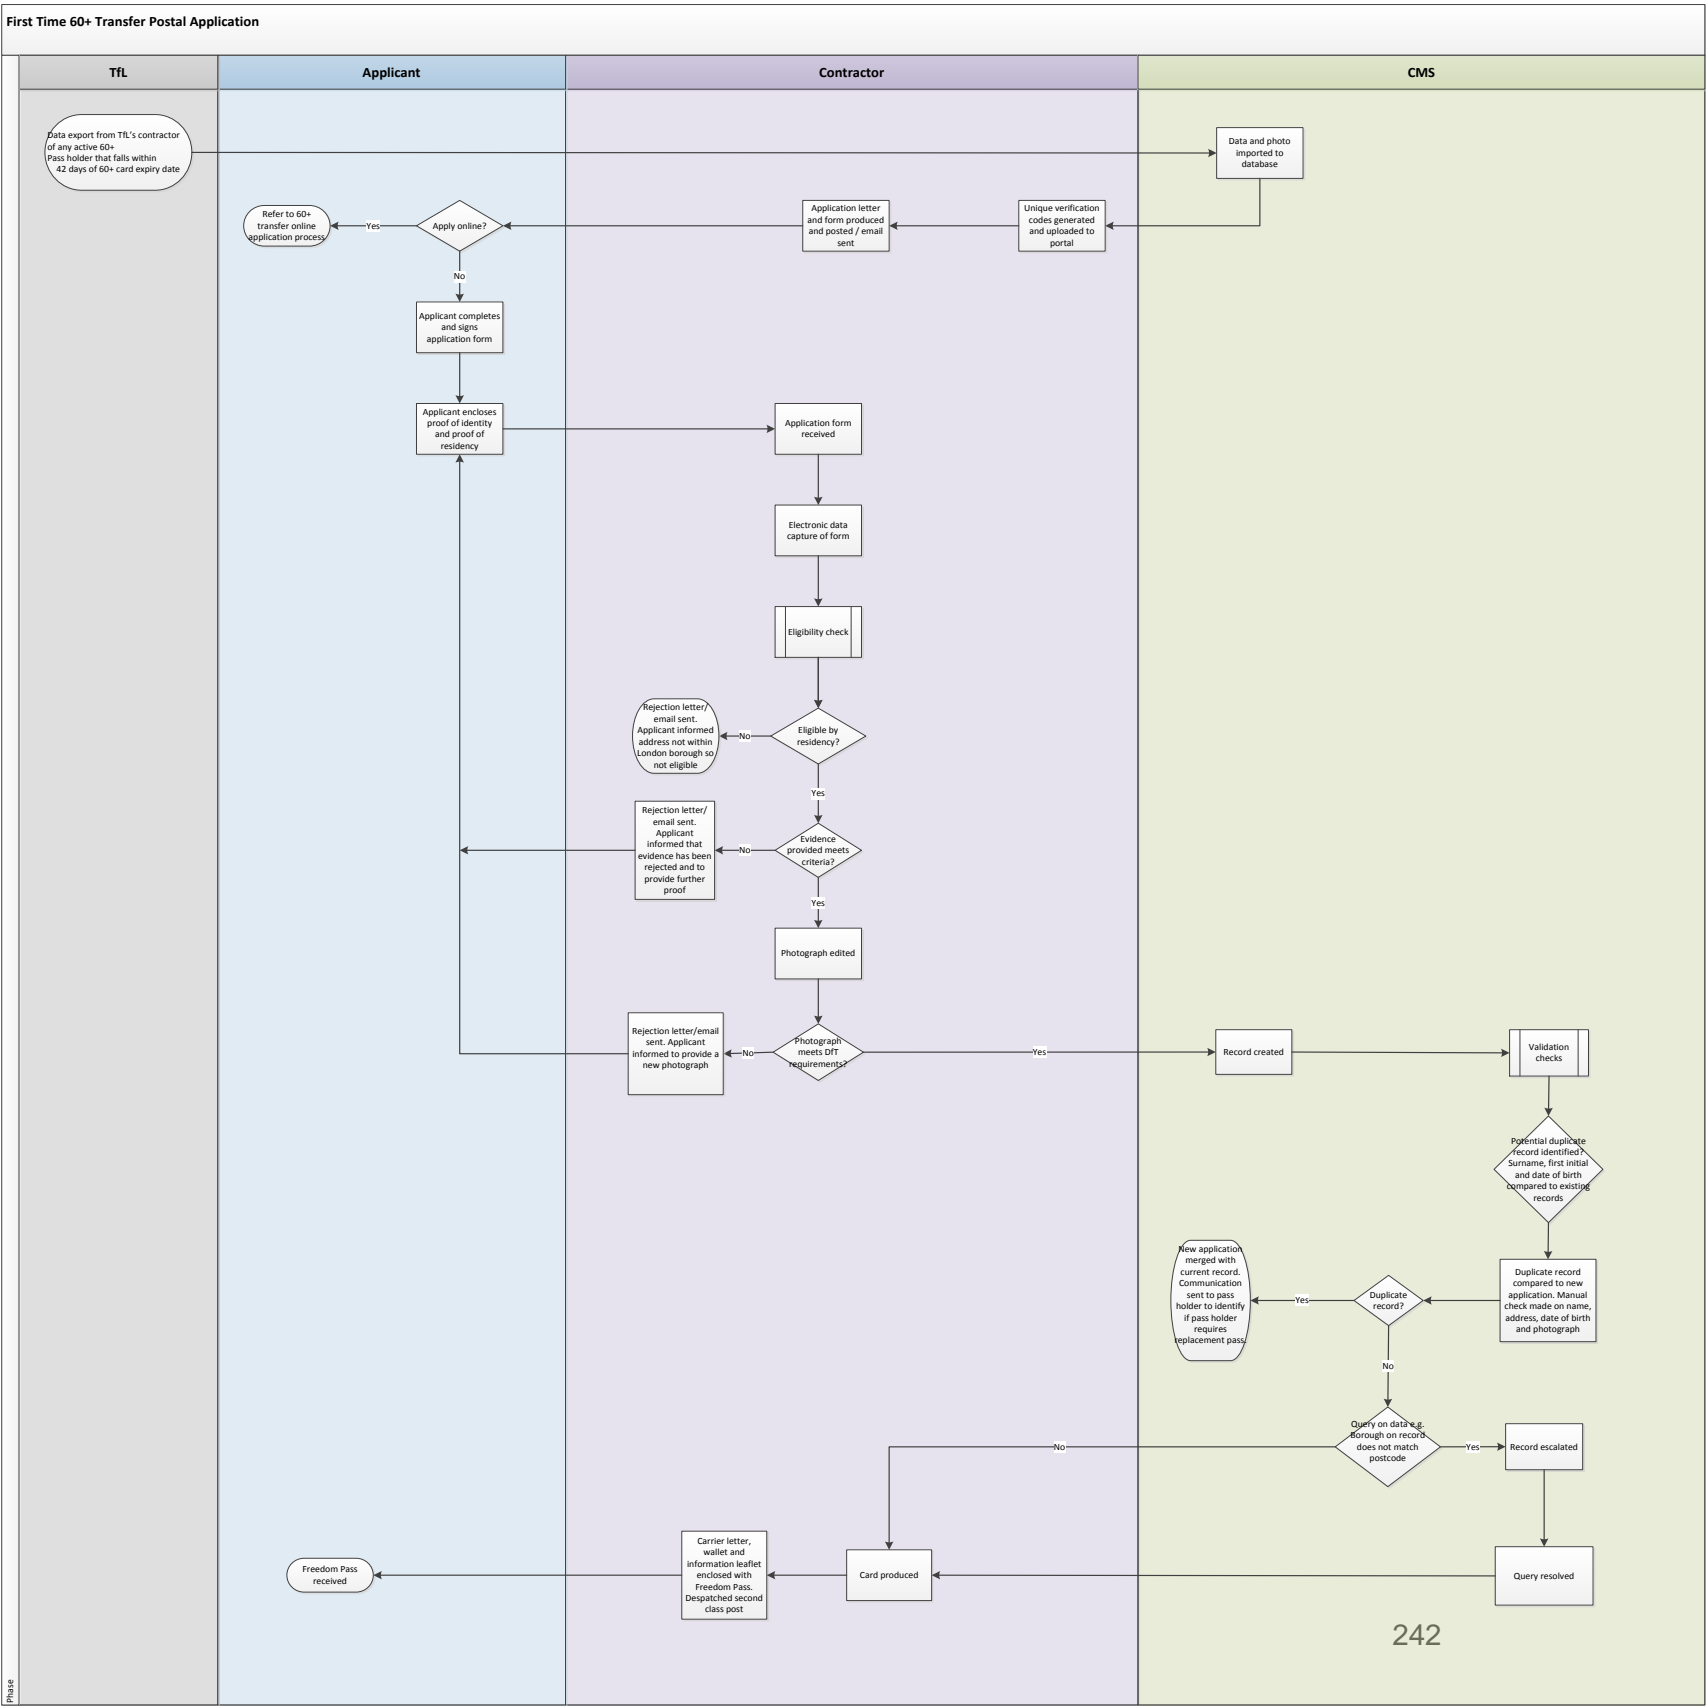 First Time 60+ Transfer Postal Application
TfL
Applicant
Contractor
CMS
Data export from TfL's contractor
of any active 60+
Pass holder that falls within
42 days of 60+ card expiry date
Data and photo
imported to
database
Refer to 60+
transfer online
application process
Yes
Apply online?
Application letter
and form produced
and posted / email
sent
Unique verification
codes generated
and uploaded to
portal
No
Applicant completes
and signs
application form
Applicant encloses
proof of identity
and proof of
residency
Application form
received
Electronic data
capture of form
Eligibility check
Rejection letter/
email sent.
Applicant informed
address not within
London borough so
not eligible
No
Eligible by
residency?
Yes
Rejection letter/
email sent.
Applicant
informed that
evidence has been
rejected and to
provide further
proof
No
Evidence
provided meets
criteria?
Yes
Photograph edited
Rejection letter/email
sent. Applicant
informed to provide a
new photograph
No
Photograph
meets DfT
requirements?
Yes
Record created
Validation
checks
Potential duplicate
record identified?
Surname, first initial
and date of birth
compared to existing
records
New application
merged with
current record.
Communication
sent to pass
holder to identify
if pass holder
requires
replacement pass.
Yes
Duplicate
record?
Duplicate record
compared to new
application. Manual
check made on name,
address, date of birth
and photograph
No
No
Query on data e.g.
Borough on record
does not match
postcode
Yes
Record escalated
Freedom Pass
received
Carrier letter,
wallet and
information leaflet
enclosed with
Freedom Pass.
Despatched second
class post
Card produced
Query resolved
242
Phase